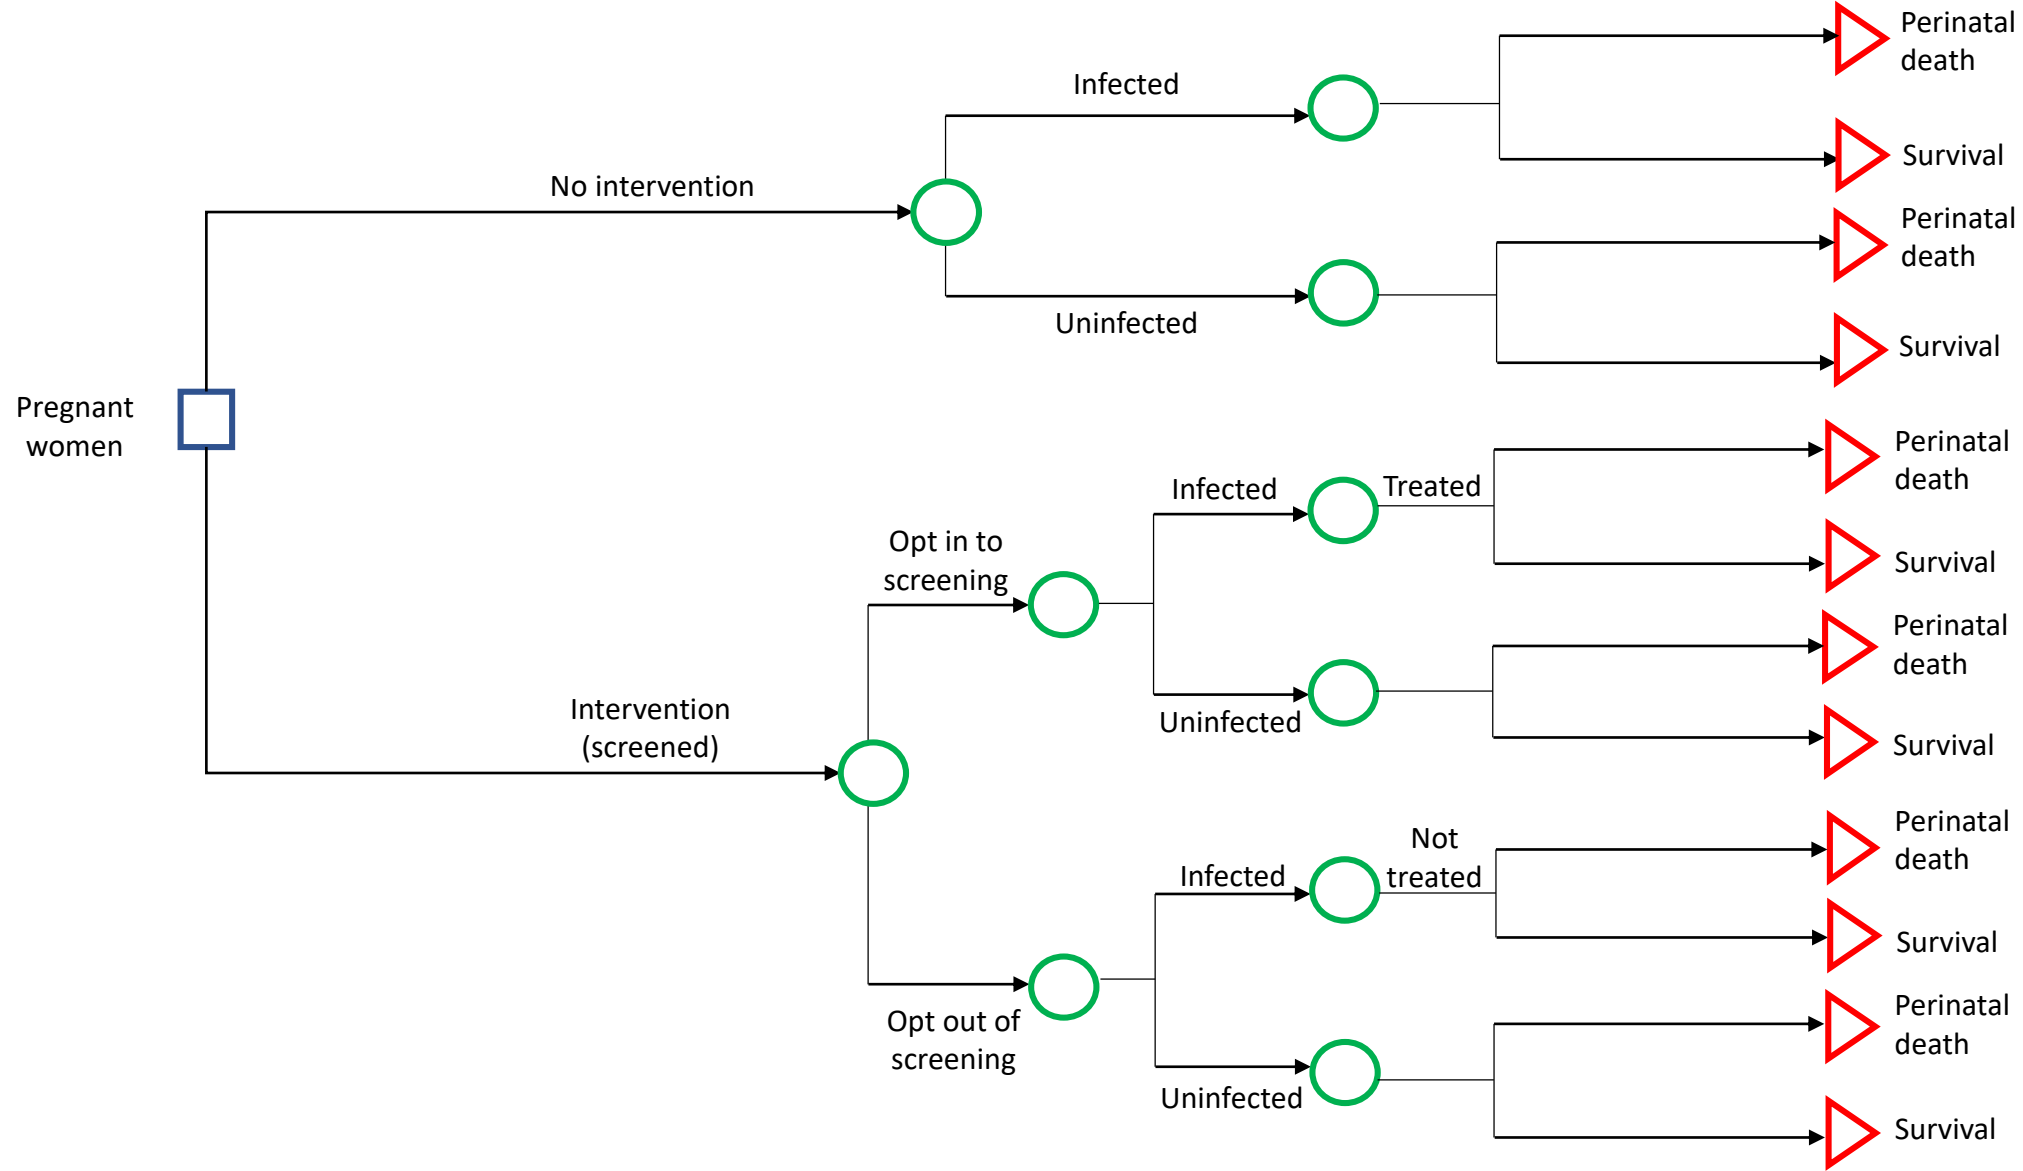 Perinatal
death
Infected
Survival
No intervention
Perinatal
death
Uninfected
Survival
Pregnant
women
Perinatal
death
Infected
Treated
Opt in to
screening
Survival
Perinatal
death
Intervention
(screened)
Uninfected
Survival
Perinatal
death
Not
treated
Infected
Survival
Perinatal
death
Opt out of
screening
Uninfected
Survival